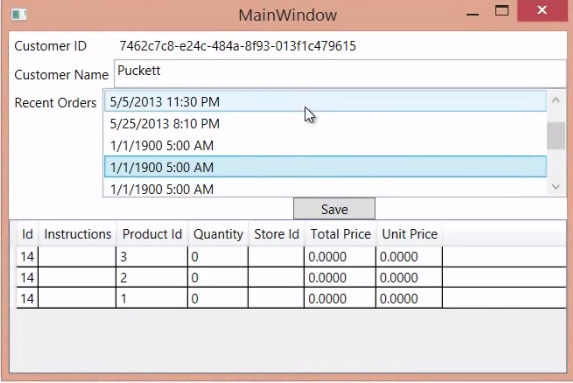 MainWindow
Customer ID 7462c7c8-e24c-484a-8f93-013f1c479615
Customer Name Puckett
Recent Orders 5/5/2013 11:30 PM
5/25/2013 8:10 PM
1/1/1900 5:00 AM
1/1/1900 5:00 AM
1/1/1900 5:00 AM
Save
Id Instructions Product Id Quantity Store Id Total Price Unit Price
14 3 0 0.0000 0.0000
14 2 0 0.0000 0.0000
14 1 0 0.0000 0.0000